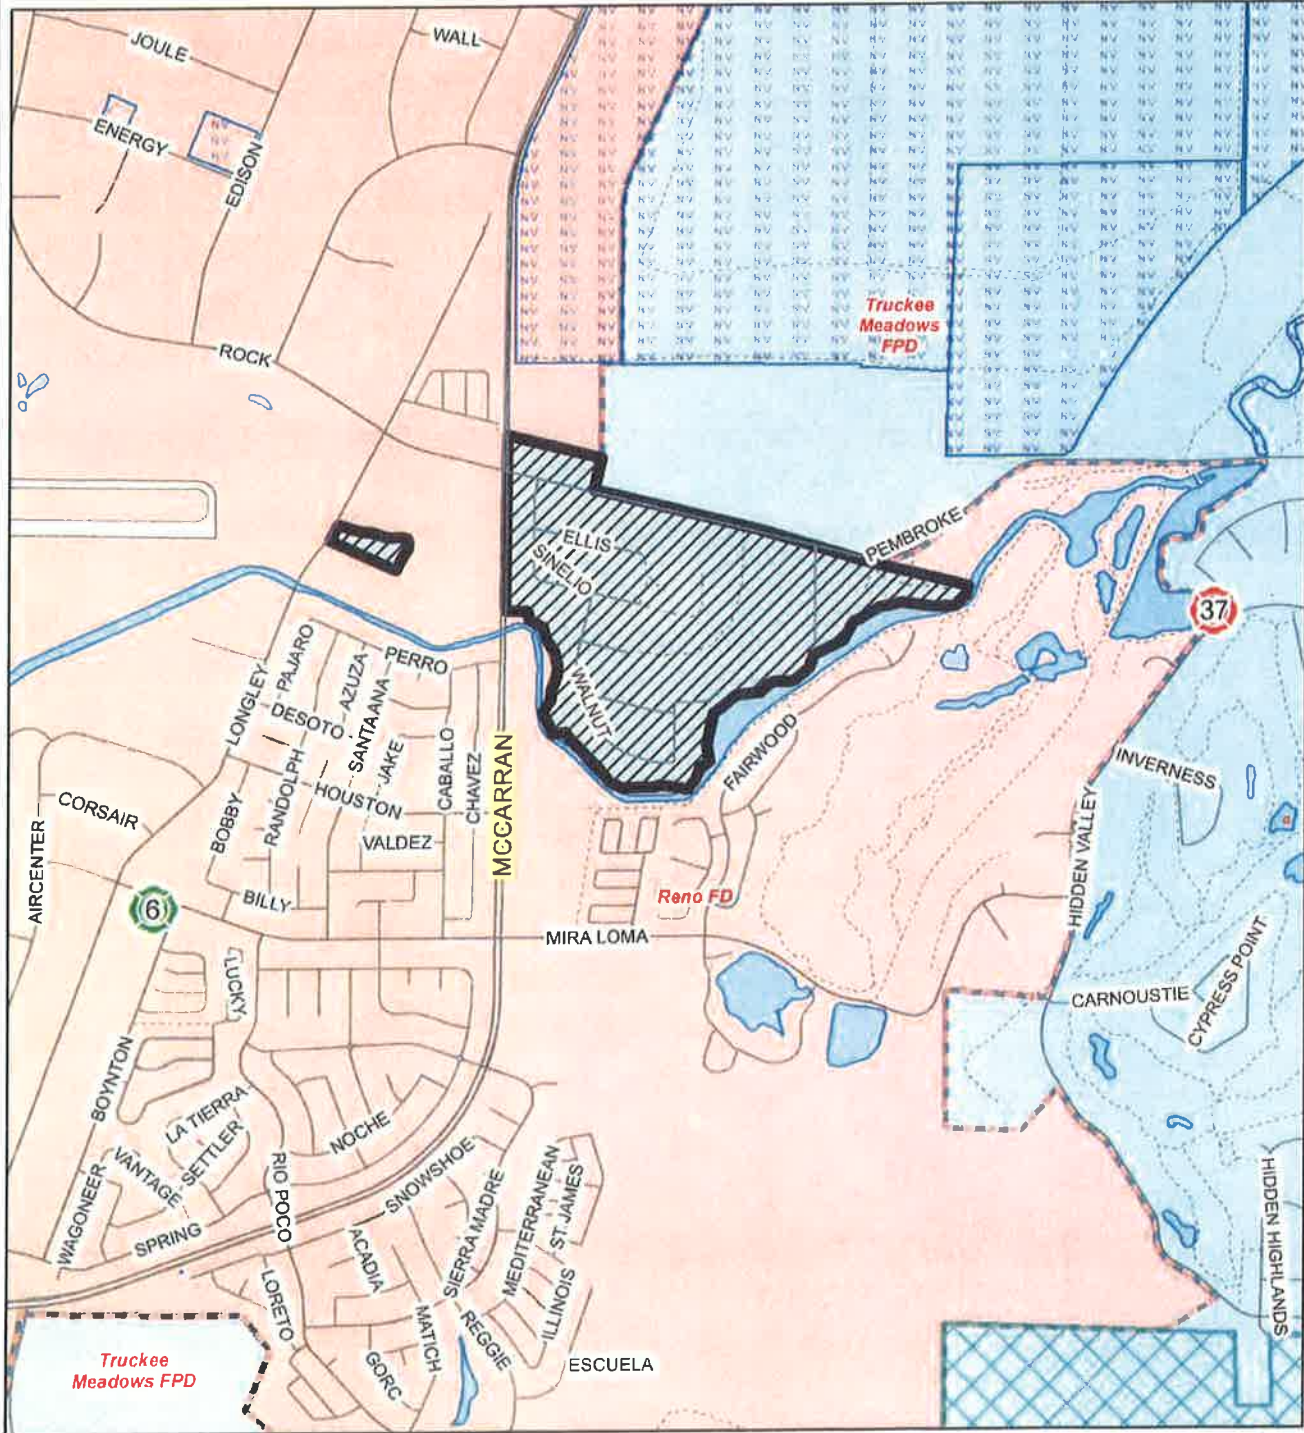 JOULE
WALL
ENERGY
EDISON
NV
Truckee
Meadows
FPD
ROCK
PEMBROKE
ELLIS
SINELIO
37
PAJARO
AZUZA
PERRO
LONGLEY
DESOTO
SANTA ANA
WALNUT
JAKE
CABALLO
CHAVEZ
MCCARRAN
FAIRWOOD
INVERNESS
CORSAIR
BOBBY
RANDOLPH
HOUSTON
VALDEZ
HIDDEN VALLEY
AIRCENTER
6
BILLY
Reno FD
MIRA LOMA
LUCKY
CARNOUSTIE
CYPRESS POINT
BOYNTON
LA TIERRA
SETTLER
NOCHE
VANTAGE
WAGONEER
SPRING
RIO POCO
SNOWSHOE
SIERRA MADRE
MEDITERRANEAN
ST JAMES
ACADIA
ILLINOIS
HIDDEN HIGHLANDS
LORETO
MATICH
REGGIE
GORC
ESCUELA
Truckee
Meadows FPD